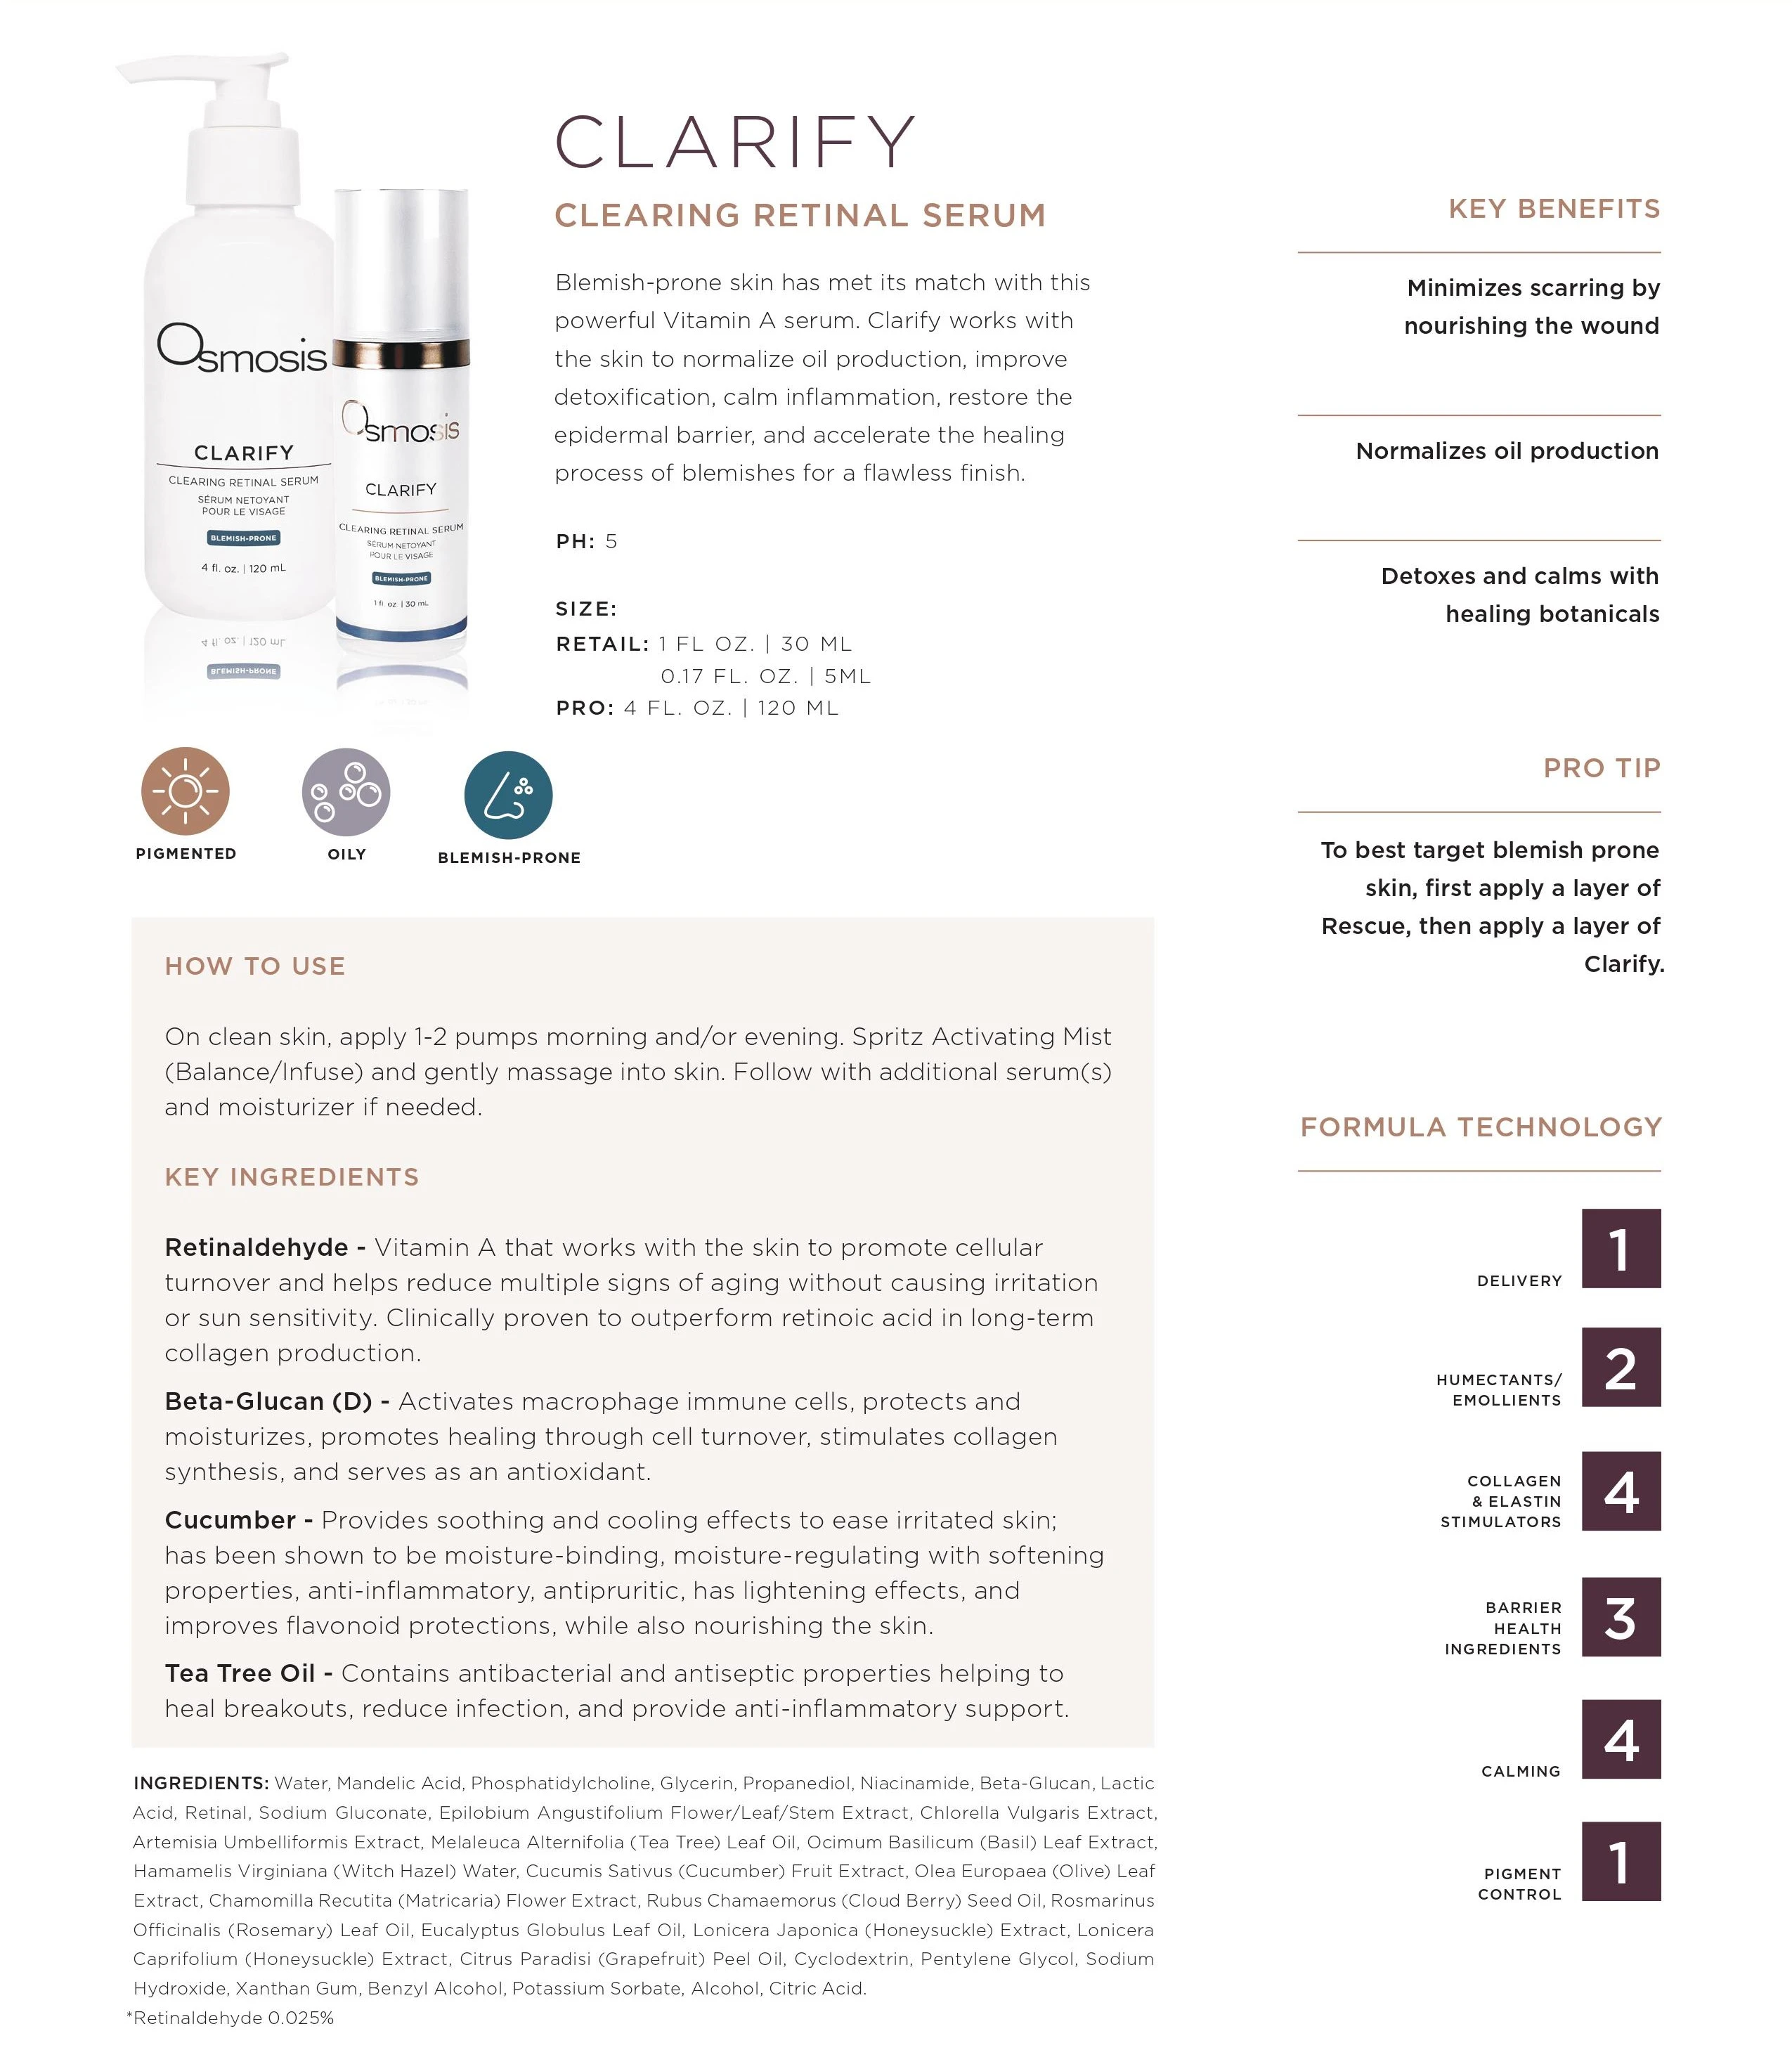 Osmosis
CLARIFY
CLEARING RETINAL SERUM
SÉRUM NETOYANT
POUR LE VISAGE
BLEMISH-PRONE
4 fl. oz. | 120 mL
Osmosis
CLARIFY
CLEARING RETINAL SERUM
SÉRUM NETOYANT
POUR LE VISAGE
BLEMISH-PRONE
1 fl. oz. | 30 mL
4 fl. oz. | 120 mL
BLEMISH-PRONE
CLARIFY
CLEARING RETINAL SERUM
Blemish-prone skin has met its match with this
powerful Vitamin A serum. Clarify works with
the skin to normalize oil production, improve
detoxification, calm inflammation, restore the
epidermal barrier, and accelerate the healing
process of blemishes for a flawless finish.
PH: 5
SIZE:
RETAIL: 1 FL OZ. | 30 ML
0.17 FL. OZ. | 5ML
PRO: 4 FL. OZ. | 120 ML
PIGMENTED
OILY
BLEMISH-PRONE
HOW TO USE
On clean skin, apply 1-2 pumps morning and/or evening. Spritz Activating Mist
(Balance/Infuse) and gently massage into skin. Follow with additional serum(s)
and moisturizer if needed.
KEY INGREDIENTS
Retinaldehyde - Vitamin A that works with the skin to promote cellular
turnover and helps reduce multiple signs of aging without causing irritation
or sun sensitivity. Clinically proven to outperform retinoic acid in long-term
collagen production.
Beta-Glucan (D) - Activates macrophage immune cells, protects and
moisturizes, promotes healing through cell turnover, stimulates collagen
synthesis, and serves as an antioxidant.
Cucumber - Provides soothing and cooling effects to ease irritated skin;
has been shown to be moisture-binding, moisture-regulating with softening
properties, anti-inflammatory, antipruritic, has lightening effects, and
improves flavonoid protections, while also nourishing the skin.
Tea Tree Oil - Contains antibacterial and antiseptic properties helping to
heal breakouts, reduce infection, and provide anti-inflammatory support.
INGREDIENTS: Water, Mandelic Acid, Phosphatidylcholine, Glycerin, Propanediol, Niacinamide, Beta-Glucan, Lactic
Acid, Retinal, Sodium Gluconate, Epilobium Angustifolium Flower/Leaf/Stem Extract, Chlorella Vulgaris Extract,
Artemisia Umbelliformis Extract, Melaleuca Alternifolia (Tea Tree) Leaf Oil, Ocimum Basilicum (Basil) Leaf Extract,
Hamamelis Virginiana (Witch Hazel) Water, Cucumis Sativus (Cucumber) Fruit Extract, Olea Europaea (Olive) Leaf
Extract, Chamomilla Recutita (Matricaria) Flower Extract, Rubus Chamaemorus (Cloud Berry) Seed Oil, Rosmarinus
Officinalis (Rosemary) Leaf Oil, Eucalyptus Globulus Leaf Oil, Lonicera Japonica (Honeysuckle) Extract, Lonicera
Caprifolium (Honeysuckle) Extract, Citrus Paradisi (Grapefruit) Peel Oil, Cyclodextrin, Pentylene Glycol, Sodium
Hydroxide, Xanthan Gum, Benzyl Alcohol, Potassium Sorbate, Alcohol, Citric Acid.
*Retinaldehyde 0.025%
KEY BENEFITS
Minimizes scarring by
nourishing the wound
Normalizes oil production
Detoxes and calms with
healing botanicals
PRO TIP
To best target blemish prone
skin, first apply a layer of
Rescue, then apply a layer of
Clarify.
FORMULA TECHNOLOGY
DELIVERY 1
HUMECTANTS/
EMOLLIENTS 2
COLLAGEN
& ELASTIN
STIMULATORS 4
BARRIER
HEALTH
INGREDIENTS 3
CALMING 4
PIGMENT
CONTROL 1